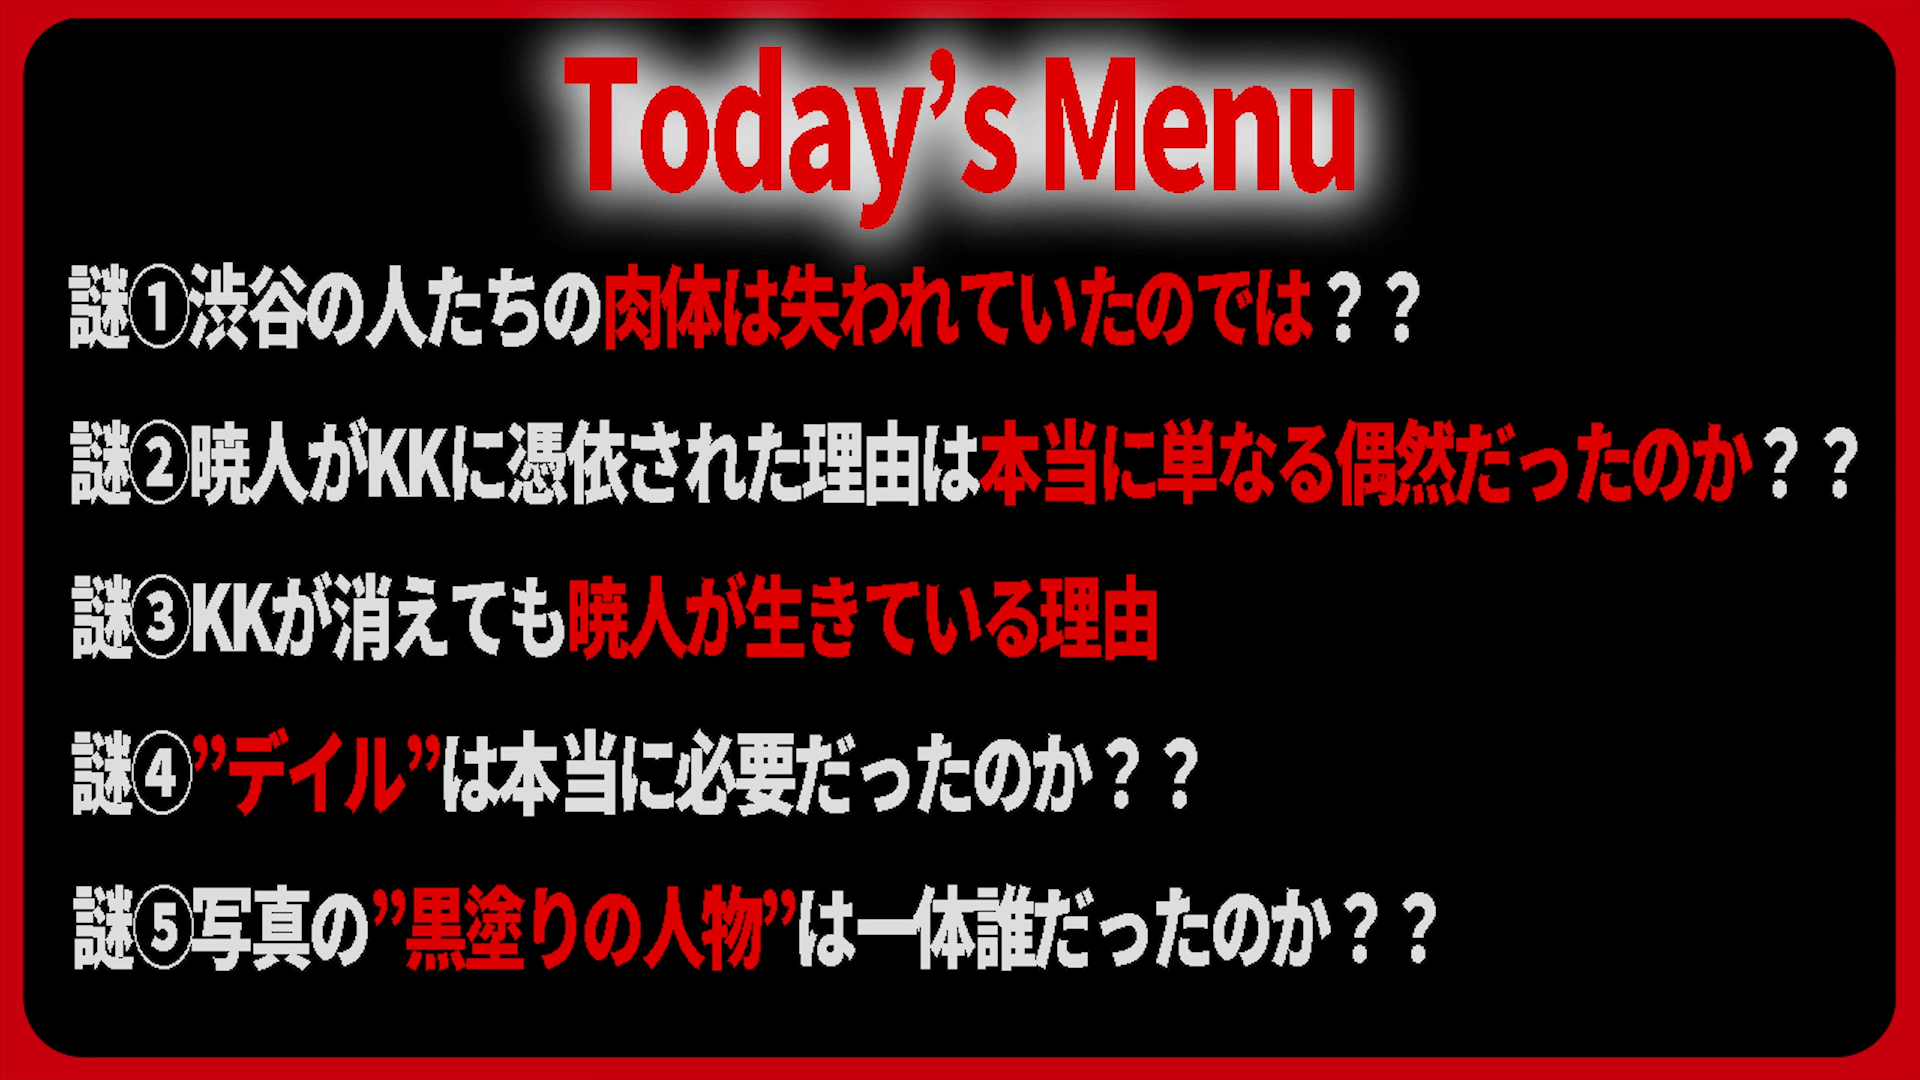 Today’s Menu
謎①渋谷の人たちの肉体は失われていたのでは？？
謎②暁人がKKに憑依された理由は本当に単なる偶然だったのか？？
謎③KKが消えても暁人が生きている理由
謎④”デイル”は本当に必要だったのか？？
謎⑤写真の”黒塗りの人物”は一体誰だったのか？？